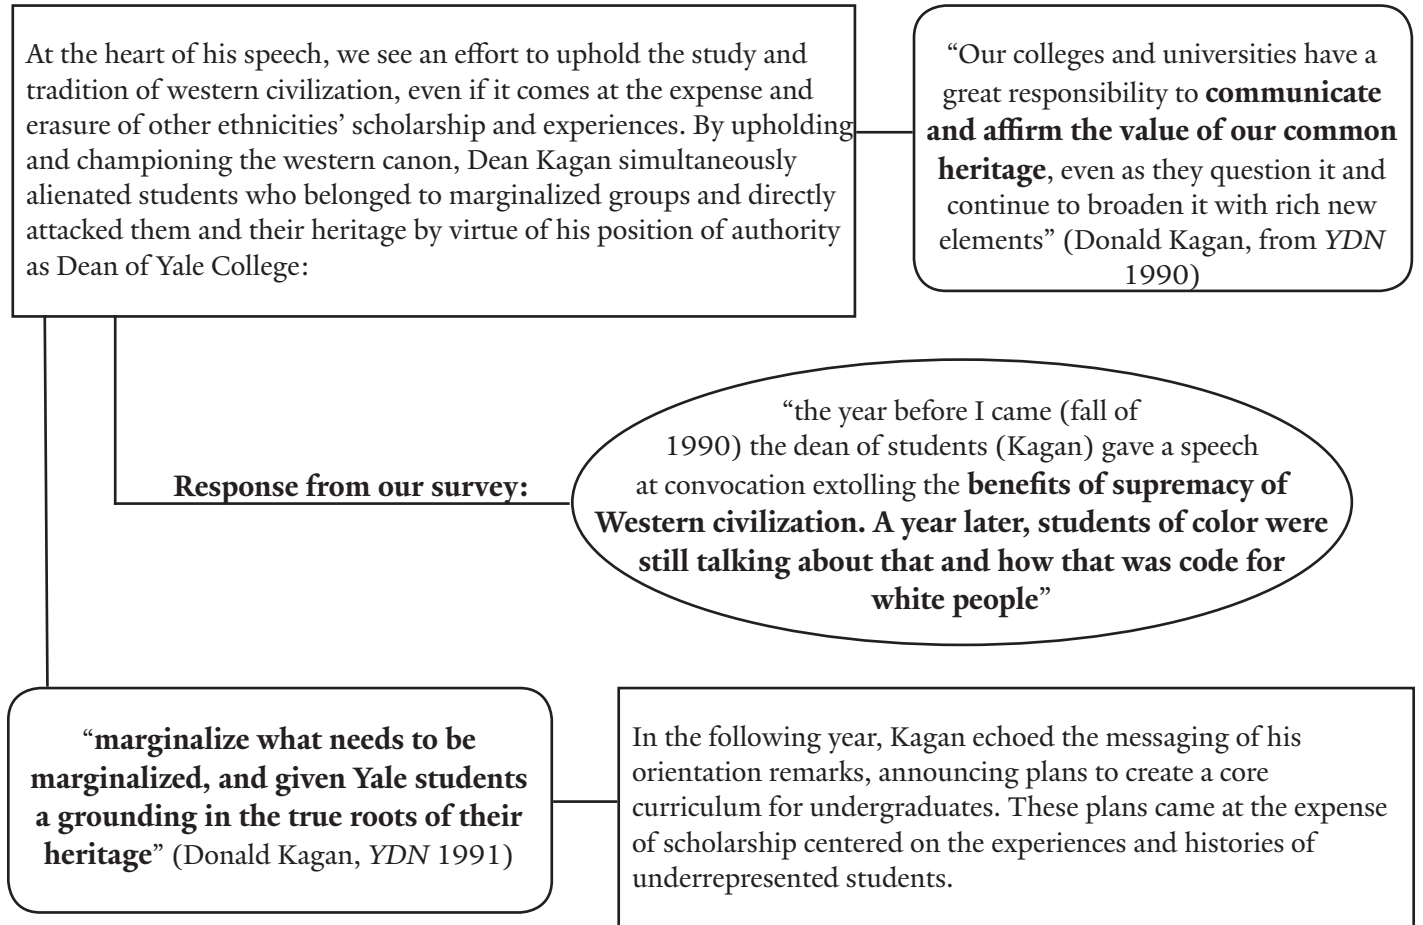 At the heart of his speech, we see an effort to uphold the study and
tradition of western civilization, even if it comes at the expense and
erasure of other ethnicities’ scholarship and experiences. By upholding
and championing the western canon, Dean Kagan simultaneously
alienated students who belonged to marginalized groups and directly
attacked them and their heritage by virtue of his position of authority
as Dean of Yale College:
“Our colleges and universities have a
great responsibility to communicate
and affirm the value of our common
heritage, even as they question it and
continue to broaden it with rich new
elements” (Donald Kagan, from YDN
1990)
Response from our survey:
“the year before I came (fall of
1990) the dean of students (Kagan) gave a speech
at convocation extolling the benefits of supremacy of
Western civilization. A year later, students of color were
still talking about that and how that was code for
white people”
“marginalize what needs to be
marginalized, and given Yale students
a grounding in the true roots of their
heritage” (Donald Kagan, YDN 1991)
In the following year, Kagan echoed the messaging of his
orientation remarks, announcing plans to create a core
curriculum for undergraduates. These plans came at the expense
of scholarship centered on the experiences and histories of
underrepresented students.